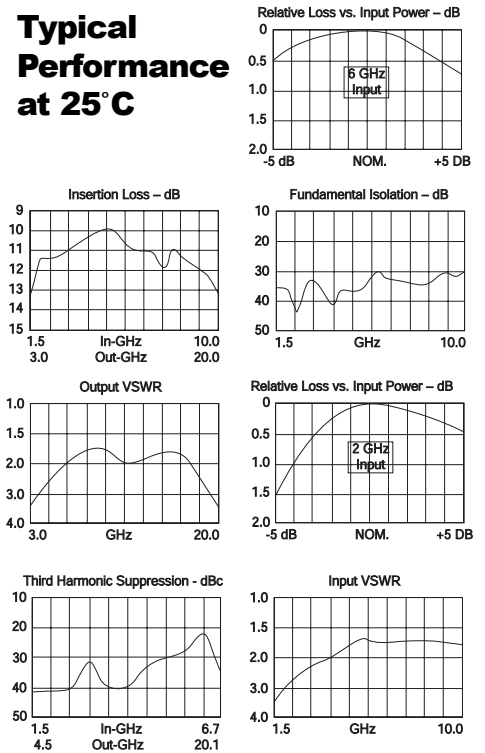 Typical
Performance
at 25°C
Relative Loss vs. Input Power – dB
0
0.5
1.0
1.5
2.0
6 GHz
Input
-5 dB NOM. +5 DB
Insertion Loss – dB
9
10
11
12
13
14
15
1.5 In-GHz 10.0
3.0 Out-GHz 20.0
Fundamental Isolation – dB
10
20
30
40
50
1.5 GHz 10.0
Output VSWR
1.0
1.5
2.0
3.0
4.0
3.0 GHz 20.0
Relative Loss vs. Input Power – dB
0
0.5
1.0
1.5
2.0
2 GHz
Input
-5 dB NOM. +5 DB
Third Harmonic Suppression - dBc
10
20
30
40
50
1.5 In-GHz 6.7
4.5 Out-GHz 20.1
Input VSWR
1.0
1.5
2.0
3.0
4.0
1.5 GHz 10.0